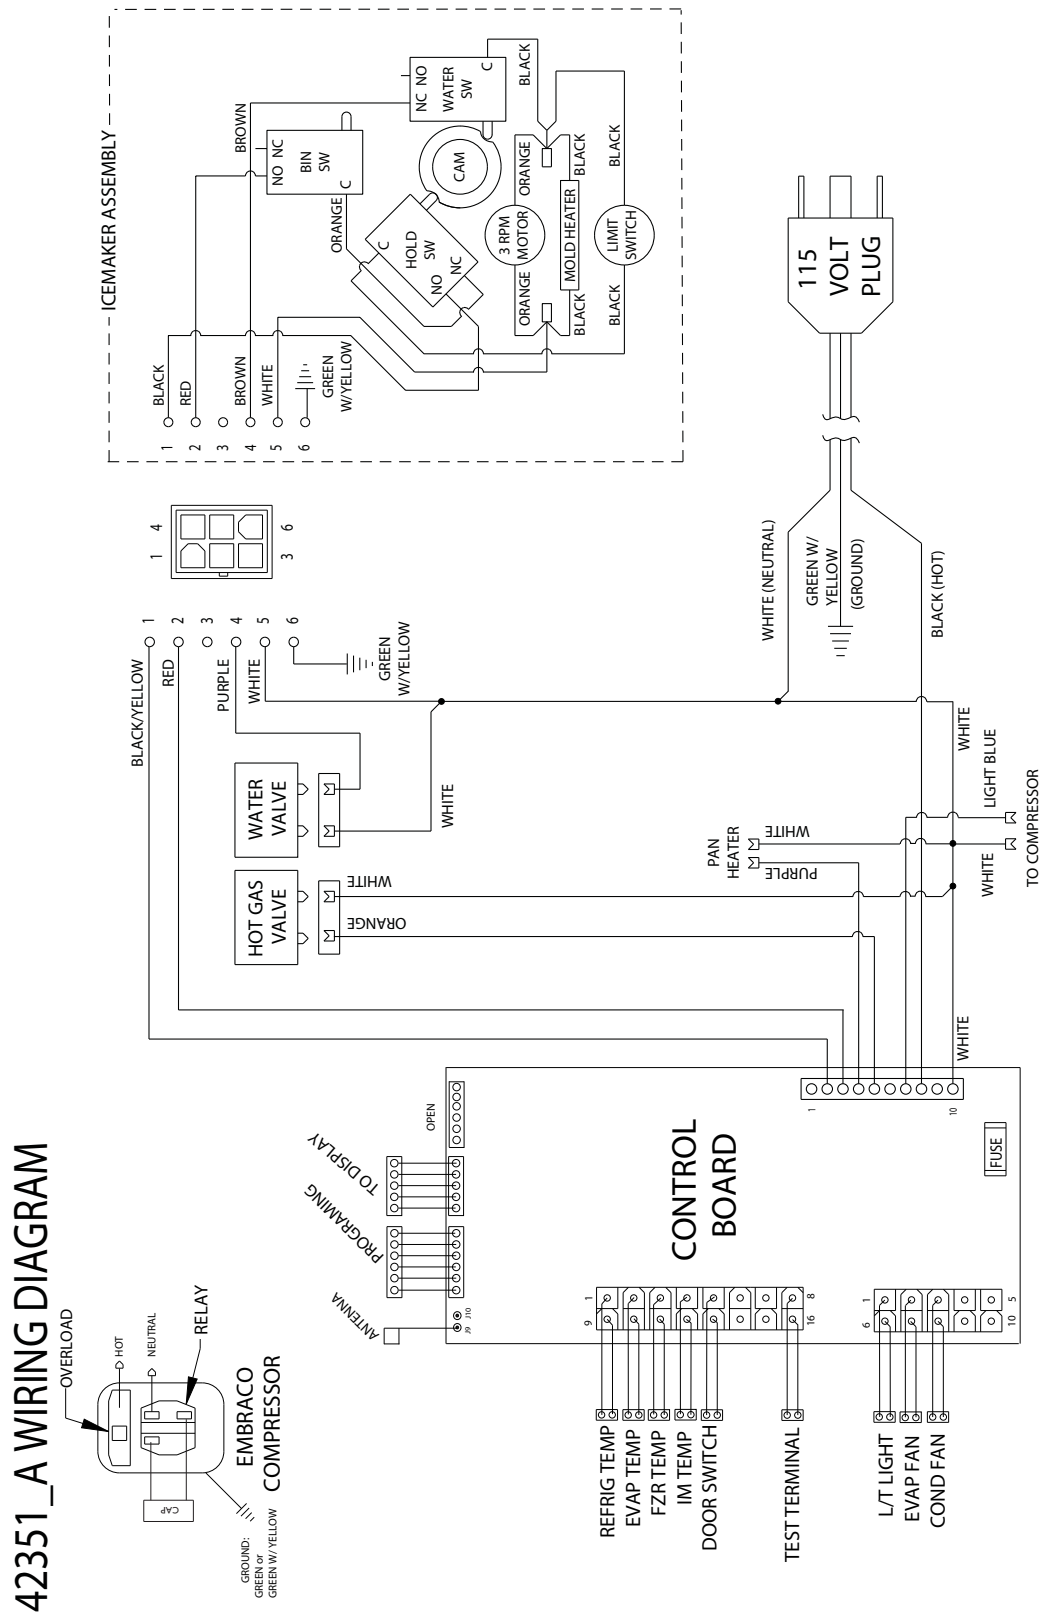 42351_A WIRING DIAGRAM
OVERLOAD
HOT
NEUTRAL
RELAY
CAP
EMBRACO
COMPRESSOR
GROUND:
GREEN or
GREEN W/ YELLOW
ANTENNA
PROGRAMING
TO DISPLAY
OPEN
J9
J10
CONTROL
BOARD
FUSE
1
10
9
1
16
8
6
1
10
5
REFRIG TEMP
EVAP TEMP
FZR TEMP
IM TEMP
DOOR SWITCH
TEST TERMINAL
L/T LIGHT
EVAP FAN
COND FAN
HOT GAS
VALVE
WATER
VALVE
ORANGE
WHITE
WHITE
BLACK/YELLOW
RED
PURPLE
WHITE
GREEN
W/YELLOW
1
2
3
4
5
6
1
4
3
6
PAN
HEATER
PURPLE
WHITE
WHITE
WHITE
WHITE
LIGHT BLUE
TO COMPRESSOR
WHITE (NEUTRAL)
GREEN W/
YELLOW
(GROUND)
BLACK (HOT)
115
VOLT
PLUG
ICEMAKER ASSEMBLY
1
2
3
4
5
6
BLACK
RED
BROWN
WHITE
GREEN
W/YELLOW
ORANGE
BROWN
NO NC
BIN
SW
C
NC NO
WATER
SW
C
CAM
C
HOLD
SW
NO
NC
BLACK
ORANGE
3 RPM
MOTOR
ORANGE
BLACK
MOLD HEATER
BLACK
BLACK
LIMIT
SWITCH
BLACK